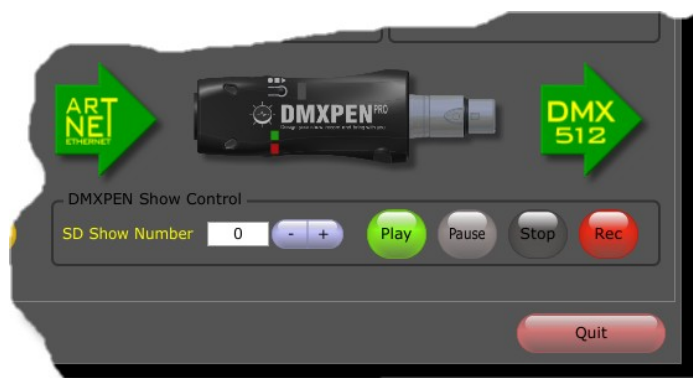 ART
NET
ETHERNET
DMXPEN PRO
DMX
512
DMXPEN Show Control
SD Show Number 0 - + Play Pause Stop Rec
Quit